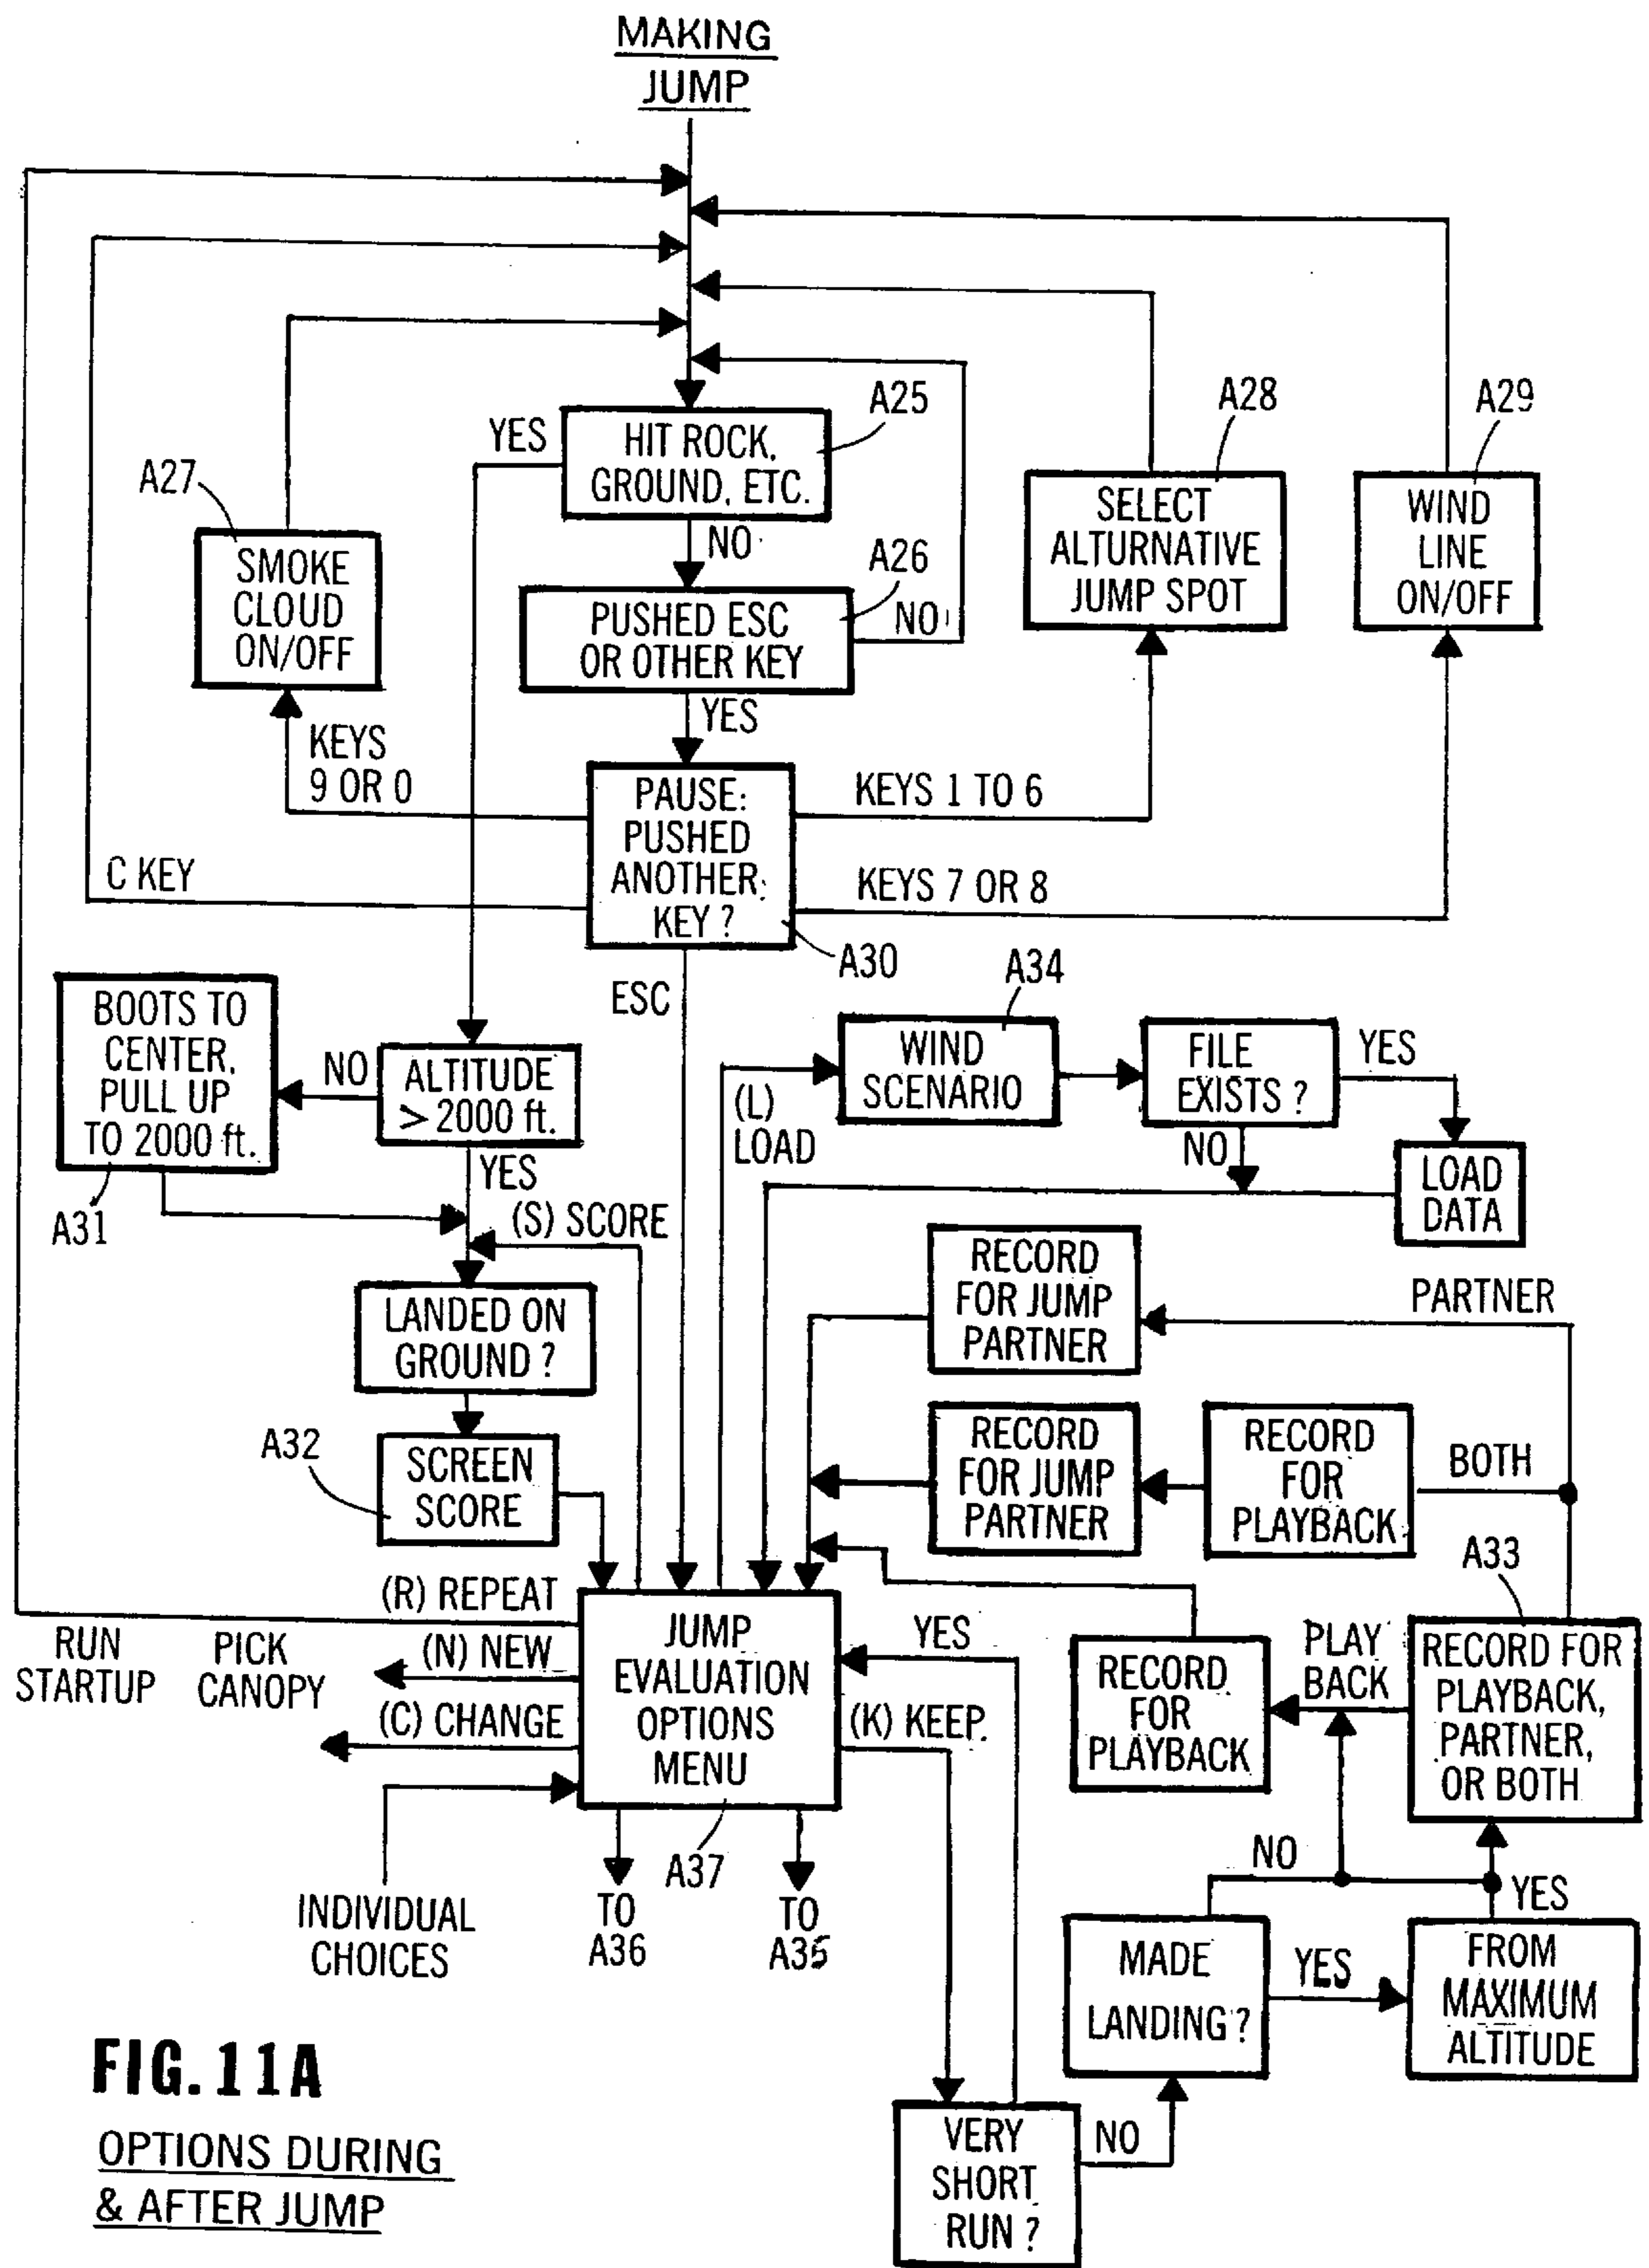 MAKING
JUMP
A25
YES
HIT ROCK,
GROUND, ETC.
A28
A29
A27
NO
SMOKE
CLOUD
ON/OFF
A26
PUSHED ESC
OR OTHER KEY
NO
SELECT
ALTURNATIVE
JUMP SPOT
WIND
LINE
ON/OFF
YES
KEYS
9 OR 0
PAUSE:
PUSHED
ANOTHER
KEY ?
KEYS 1 TO 6
C KEY
KEYS 7 OR 8
A30
ESC
A34
BOOTS TO
CENTER,
PULL UP
TO 2000 ft.
NO
ALTITUDE
> 2000 ft.
WIND
SCENARIO
FILE
EXISTS ?
YES
(L)
LOAD
NO
LOAD
DATA
A31
YES
(S) SCORE
LANDED ON
GROUND ?
RECORD
FOR JUMP
PARTNER
PARTNER
A32
SCREEN
SCORE
RECORD
FOR JUMP
PARTNER
RECORD
FOR
PLAYBACK
BOTH
A33
(R) REPEAT
RUN
STARTUP
PICK
CANOPY
(N) NEW
(C) CHANGE
JUMP
EVALUATION
OPTIONS
MENU
YES
(K) KEEP
RECORD
FOR
PLAYBACK
PLAY
BACK
RECORD FOR
PLAYBACK,
PARTNER,
OR BOTH
INDIVIDUAL
CHOICES
TO
A36
A37
TO
A35
NO
YES
MADE
LANDING ?
YES
FROM
MAXIMUM
ALTITUDE
VERY
SHORT
RUN ?
NO
FIG. 11A
OPTIONS DURING
& AFTER JUMP